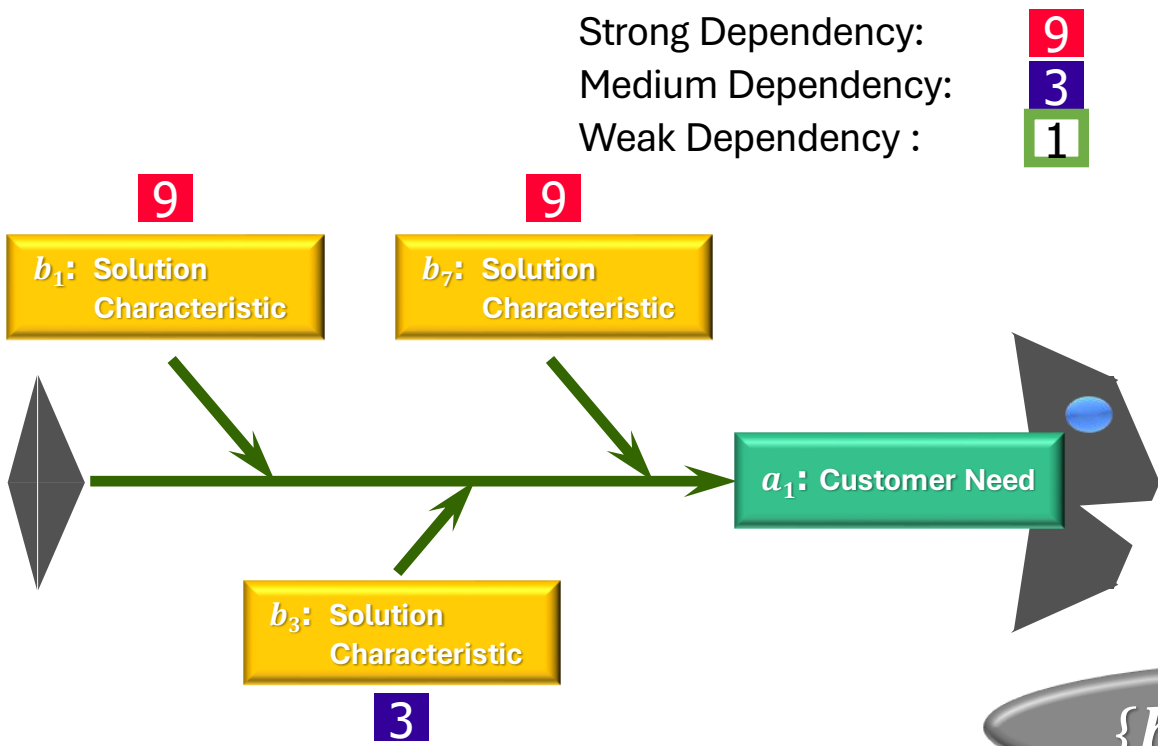 Strong Dependency: 9
Medium Dependency: 3
Weak Dependency : 1
9
9
b₁: Solution
Characteristic
b₇: Solution
Characteristic
a₁: Customer Need
b₃: Solution
Characteristic
3